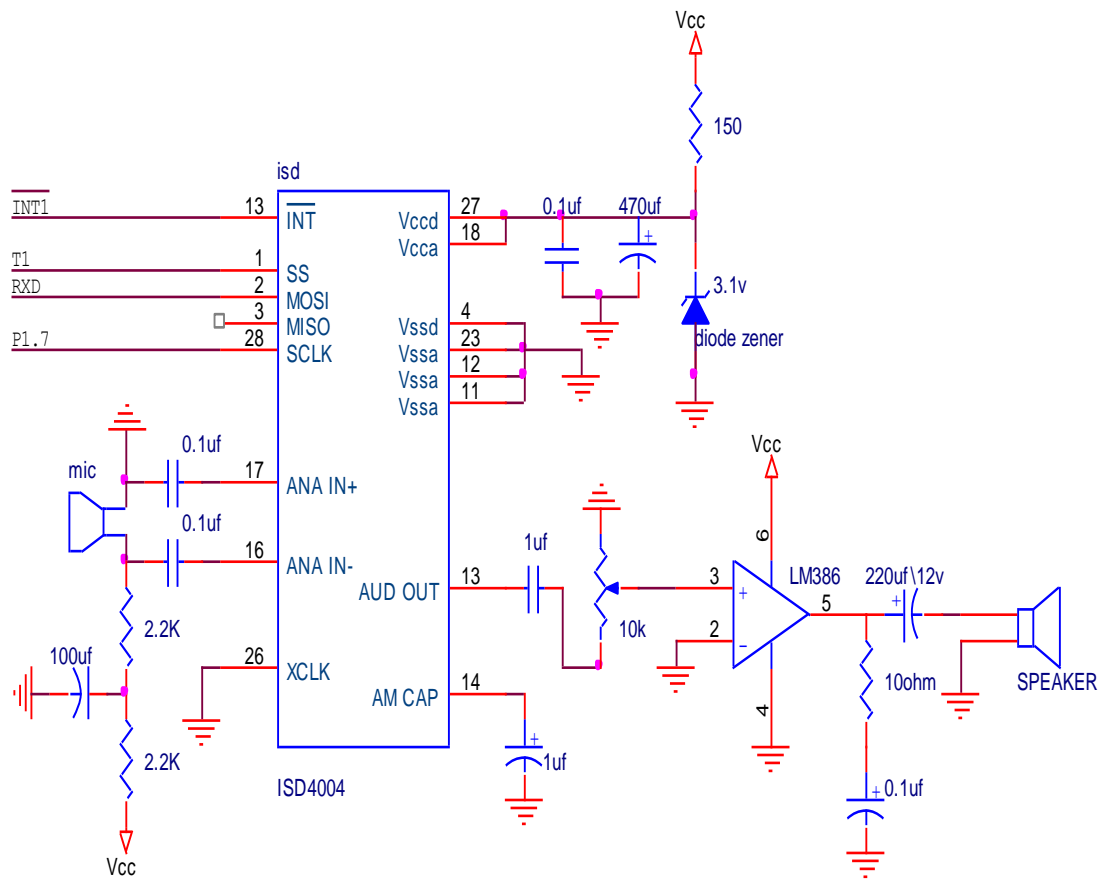 Vcc
150
isd
INT1
13
INT
Vccd
27
0.1uf
470uf
Vcca
18
T1
1
SS
RXD
2
MOSI
3
MISO
P1.7
28
SCLK
3.1v
diode zener
Vssd
4
Vssa
23
Vssa
12
Vssa
11
mic
0.1uf
17
ANA IN+
0.1uf
16
ANA IN-
AUD OUT
13
1uf
10k
Vcc
6
3
+
2
-
LM386
5
4
220uf\12v
+
SPEAKER
10ohm
+
0.1uf
2.2K
100uf
2.2K
Vcc
26
XCLK
AM CAP
14
+
1uf
ISD4004
+